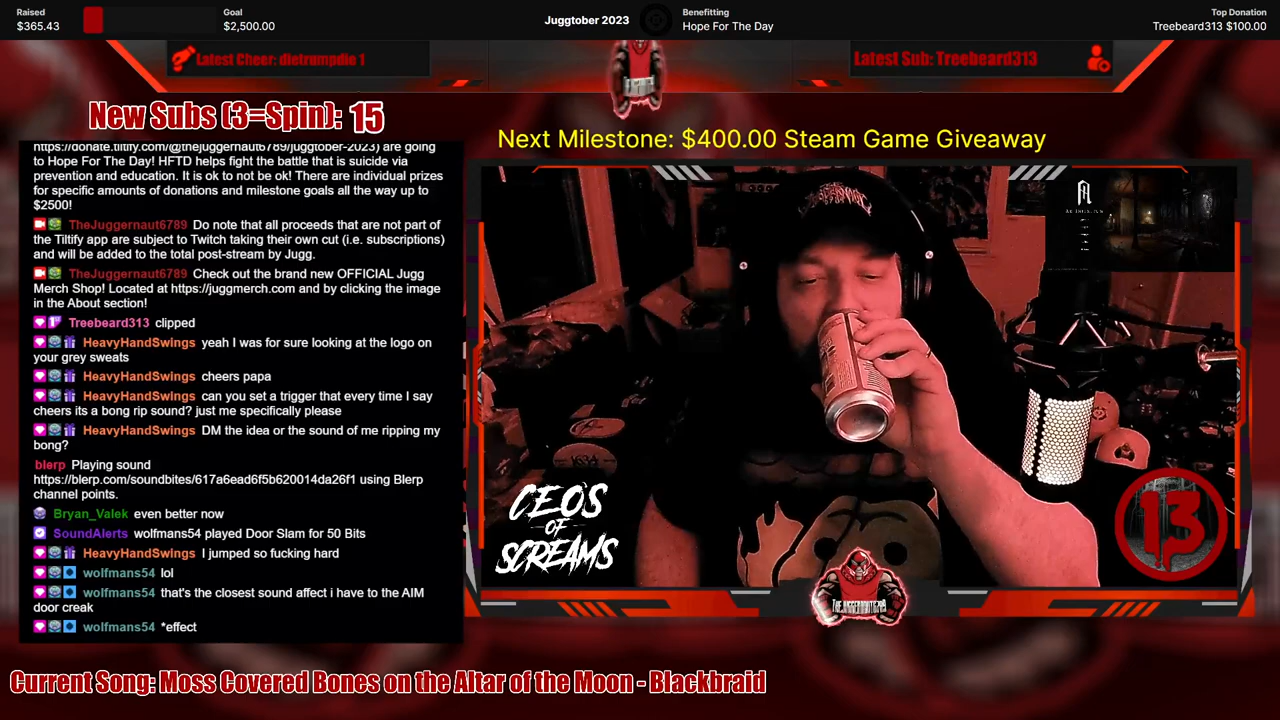 Raised
$365.43
Goal
$2,500.00
Juggtober 2023
Benefitting
Hope For The Day
Top Donation
Treebeard313 $100.00
Latest Cheer: dietrumpdie 1
Latest Sub: Treebeard313
New Subs (3=Spin): 15
Next Milestone: $400.00 Steam Game Giveaway
https://donate.tiltify.com/@thejuggernaut6789/juggtober-2023) are going
to Hope For The Day! HFTD helps fight the battle that is suicide via
prevention and education. It is ok to not be ok! There are individual prizes
for specific amounts of donations and milestone goals all the way up to
$2500!
TheJuggernaut6789 Do note that all proceeds that are not part of
the Tiltify app are subject to Twitch taking their own cut (i.e. subscriptions)
and will be added to the total post-stream by Jugg.
TheJuggernaut6789 Check out the brand new OFFICIAL Jugg
Merch Shop! Located at https://juggmerch.com and by clicking the image
in the About section!
Treebeard313 clipped
HeavyHandSwings yeah I was for sure looking at the logo on
your grey sweats
HeavyHandSwings cheers papa
HeavyHandSwings can you set a trigger that every time I say
cheers its a bong rip sound? just me specifically please
HeavyHandSwings DM the idea or the sound of me ripping my
bong?
blerp Playing sound
https://blerp.com/soundbites/617a6ead6f5b620014da26f1 using Blerp
channel points.
Bryan_Valek even better now
SoundAlerts wolfmans54 played Door Slam for 50 Bits
HeavyHandSwings I jumped so fucking hard
wolfmans54 lol
wolfmans54 that's the closest sound affect i have to the AIM
door creak
wolfmans54 *effect
CEO'S
OF
SCREAMS
1634
13
THEJUGGERNAUT6789
Current Song: Moss Covered Bones on the Altar of the Moon - Blackbraid